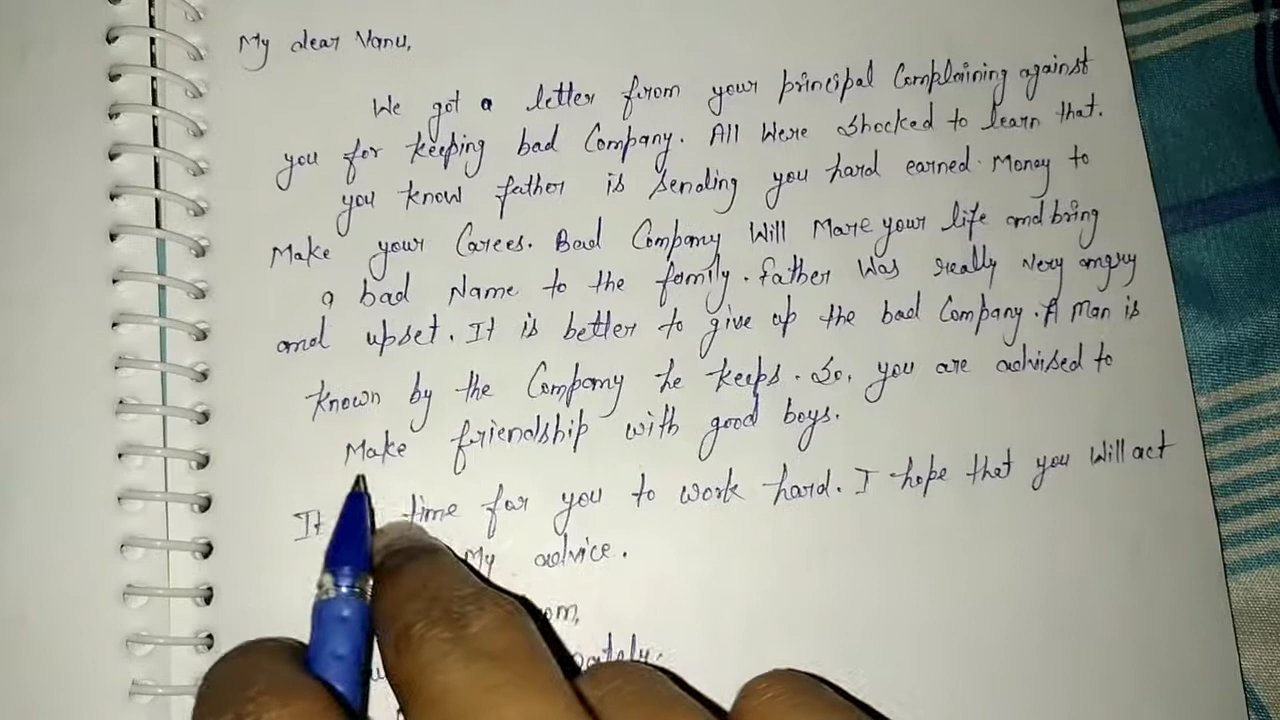 My dear Vanu,
We got a letter from your principal Complaining against
you for keeping bad Company. All Were shocked to learn that.
you know father is sending you hard earned Money to
Make your Carees. Bad Company Will Mare your life and bring
a bad Name to the family. father Was really very angry
and upset. It is better to give up the bad Company. A Man is
known by the Company he keeps. So, you are advised to
Make friendship with good boys.
It time for you to work hard. I hope that you Will act
My advice.